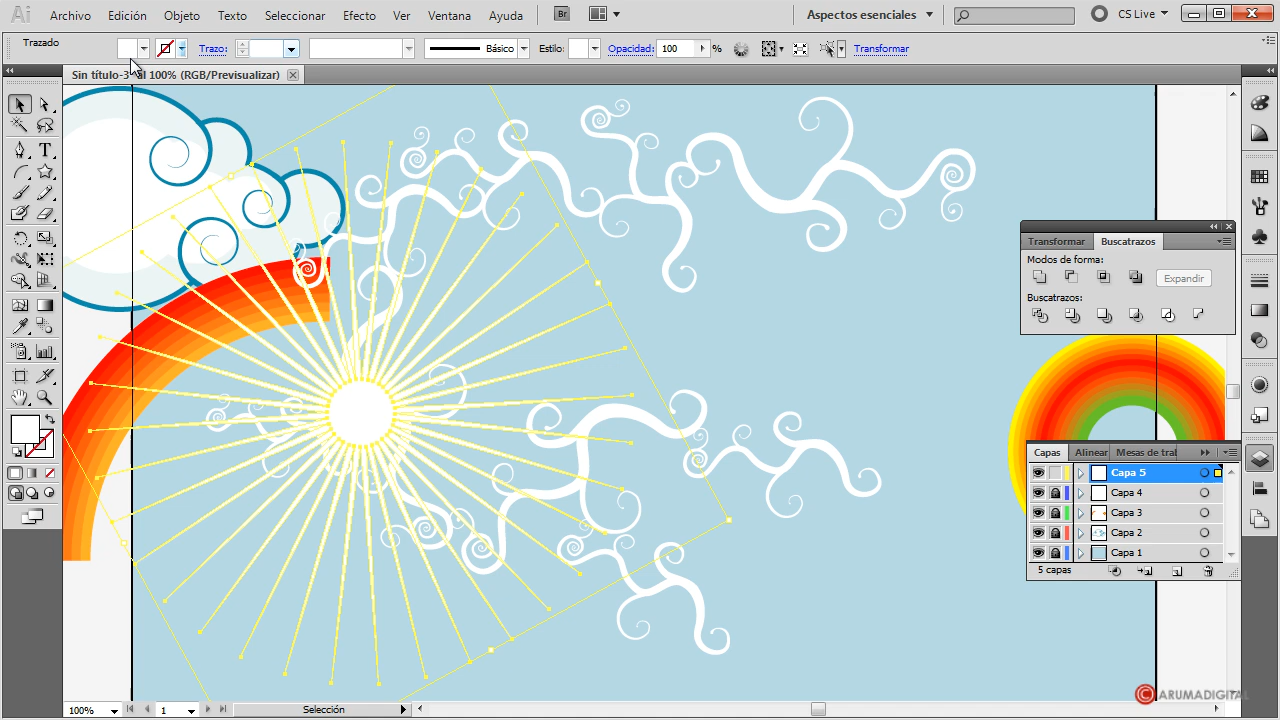 Ai Archivo Edición Objeto Texto Seleccionar Efecto Ver Ventana Ayuda Br Aspectos esenciales CS Live
Trazado Trazo: Básico Estilo: Opacidad: 100 % Transformar
Sin título-3 al 100% (RGB/Previsualizar)
Transformar Buscatrazos
Modos de forma:
Expandir
Buscatrazos:
Capas Alinear Mesas de tral
Capa 5
Capa 4
Capa 3
Capa 2
Capa 1
5 capas
© ARUMADIGITAL
100% 1 Selección